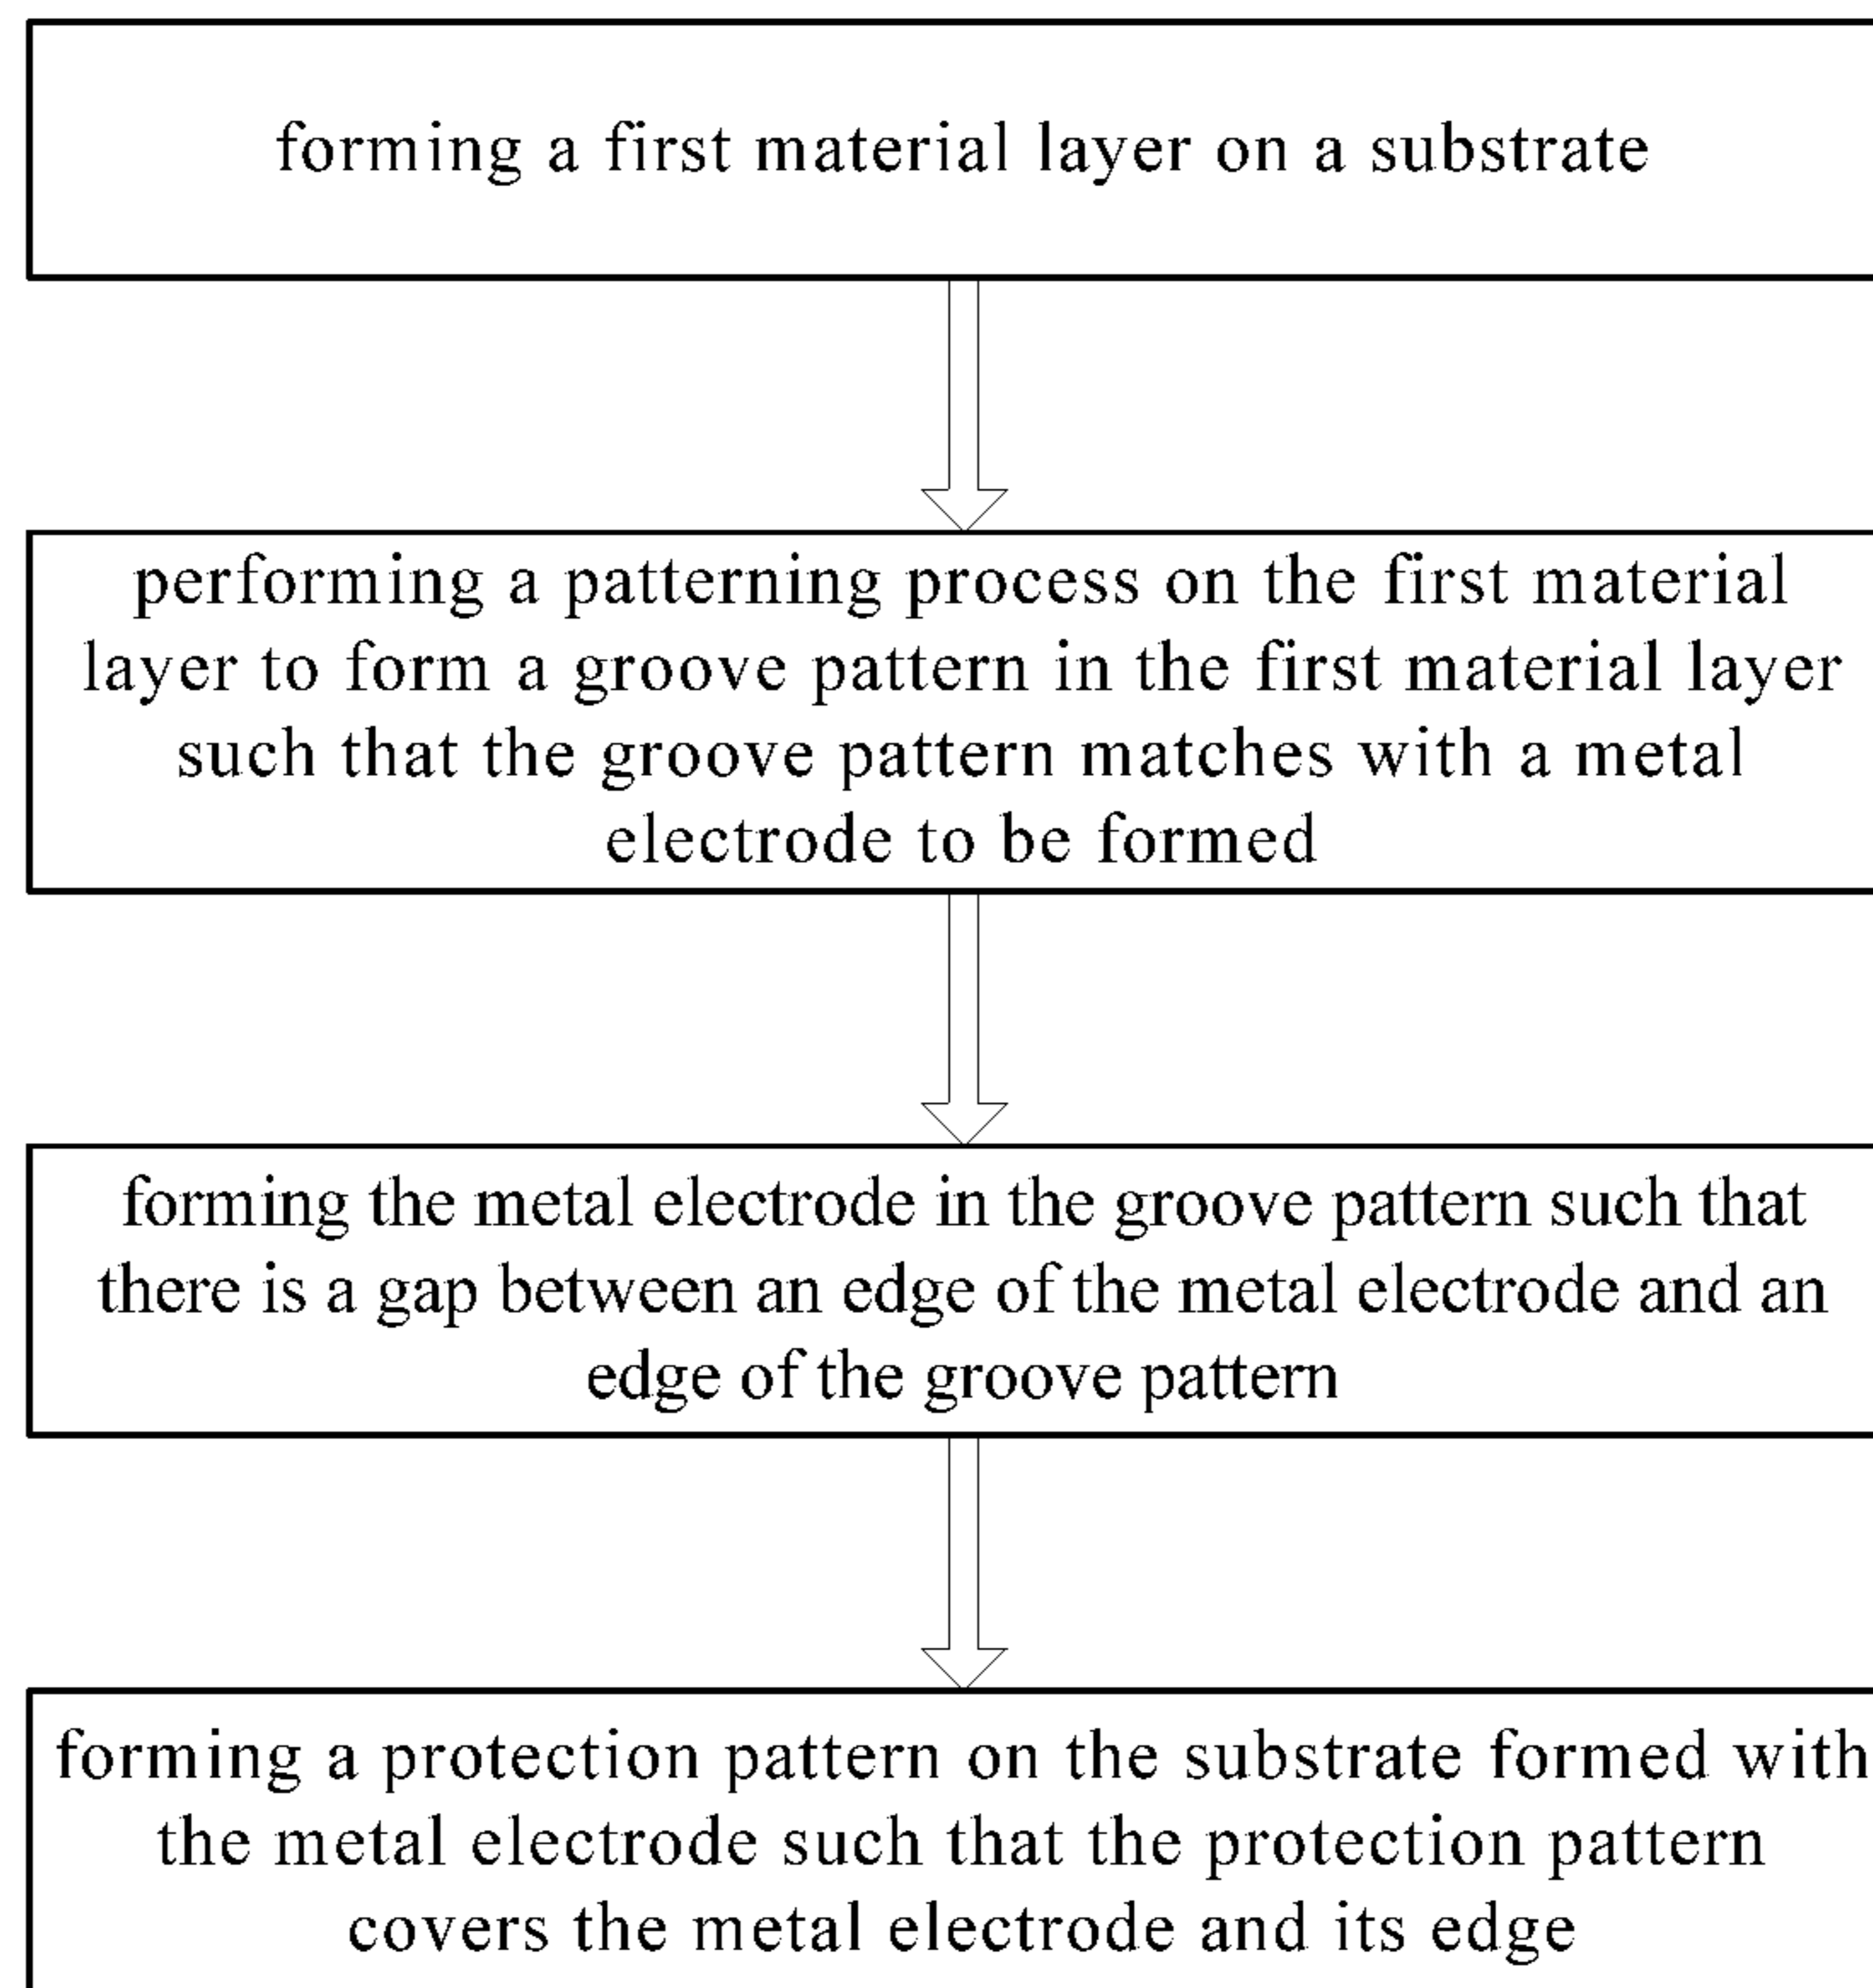 forming a first material layer on a substrate
performing a patterning process on the first material
layer to form a groove pattern in the first material layer
such that the groove pattern matches with a metal
electrode to be formed
forming the metal electrode in the groove pattern such that
there is a gap between an edge of the metal electrode and an
edge of the groove pattern
forming a protection pattern on the substrate formed with
the metal electrode such that the protection pattern
covers the metal electrode and its edge